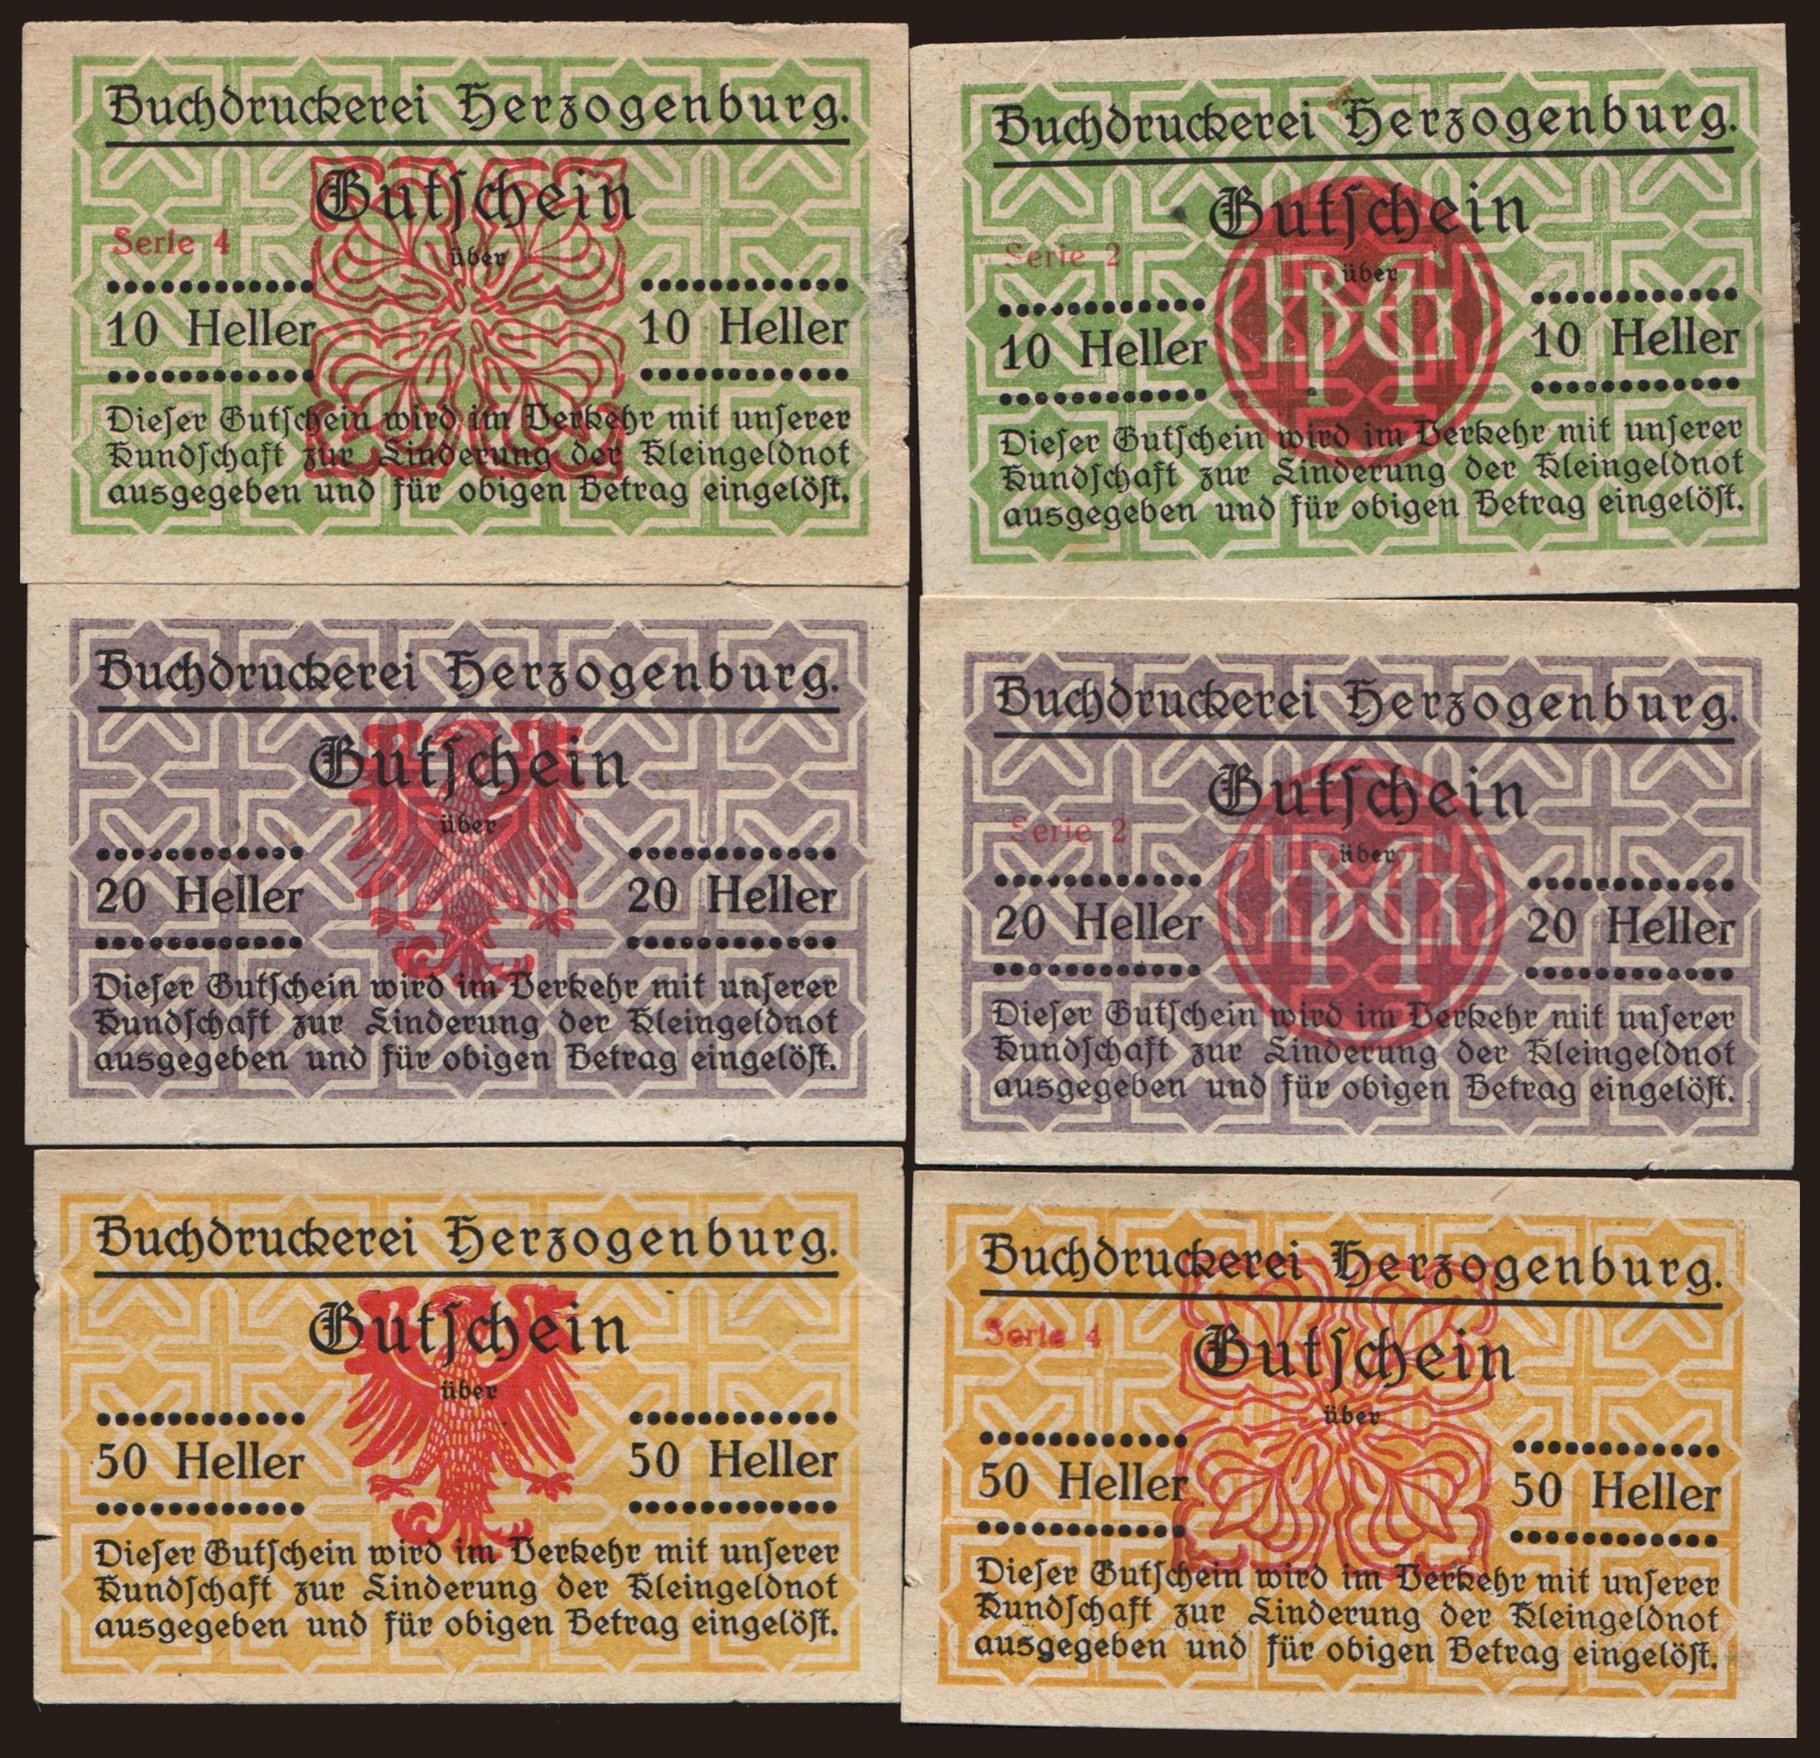 Buchdruckerei Herzogenburg.
Gutschein
Serie 4
über
10 Heller 10 Heller
Dieser Gutschein wird im Verkehr mit unserer
Kundschaft zur Linderung der Kleingeldnot
ausgegeben und für obigen Betrag eingelöst.
Buchdruckerei Herzogenburg.
Gutschein
Serie 2
über
10 Heller 10 Heller
Dieser Gutschein wird im Verkehr mit unserer
Kundschaft zur Linderung der Kleingeldnot
ausgegeben und für obigen Betrag eingelöst.
Buchdruckerei Herzogenburg.
Gutschein
über
20 Heller 20 Heller
Dieser Gutschein wird im Verkehr mit unserer
Kundschaft zur Linderung der Kleingeldnot
ausgegeben und für obigen Betrag eingelöst.
Buchdruckerei Herzogenburg.
Gutschein
Serie 2
über
20 Heller 20 Heller
Dieser Gutschein wird im Verkehr mit unserer
Kundschaft zur Linderung der Kleingeldnot
ausgegeben und für obigen Betrag eingelöst.
Buchdruckerei Herzogenburg.
Gutschein
über
50 Heller 50 Heller
Dieser Gutschein wird im Verkehr mit unserer
Kundschaft zur Linderung der Kleingeldnot
ausgegeben und für obigen Betrag eingelöst.
Buchdruckerei Herzogenburg.
Gutschein
Serie 4
über
50 Heller 50 Heller
Dieser Gutschein wird im Verkehr mit unserer
Kundschaft zur Linderung der Kleingeldnot
ausgegeben und für obigen Betrag eingelöst.